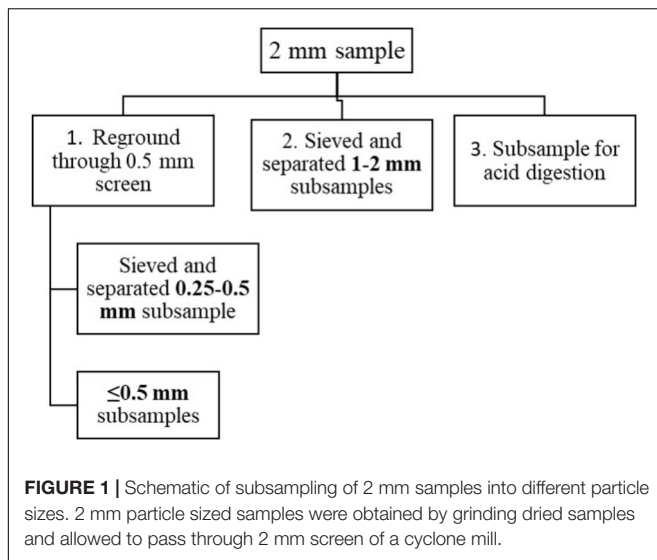 2 mm sample
1. Reground
through 0.5 mm
screen
2. Sieved and
separated 1-2 mm
subsamples
3. Subsample for
acid digestion
Sieved and
separated 0.25-0.5
mm subsample
≤0.5 mm
subsamples
FIGURE 1 | Schematic of subsampling of 2 mm samples into different particle
sizes. 2 mm particle sized samples were obtained by grinding dried samples
and allowed to pass through 2 mm screen of a cyclone mill.